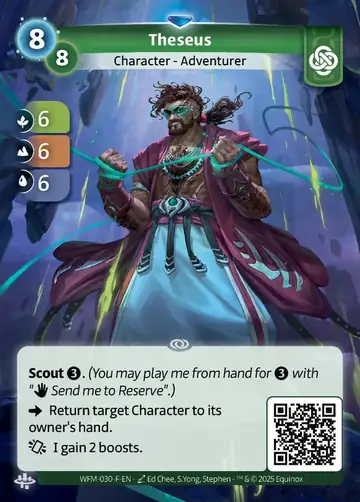 8
8
Theseus
Character - Adventurer
6
6
6
Scout 3. (You may play me from hand for 3 with
"Send me to Reserve".)
Return target Character to its
owner's hand.
I gain 2 boosts.
WFM-030-F-EN - Ed Chee, S.Yong, Stephen - ™ & © 2025 Equinox